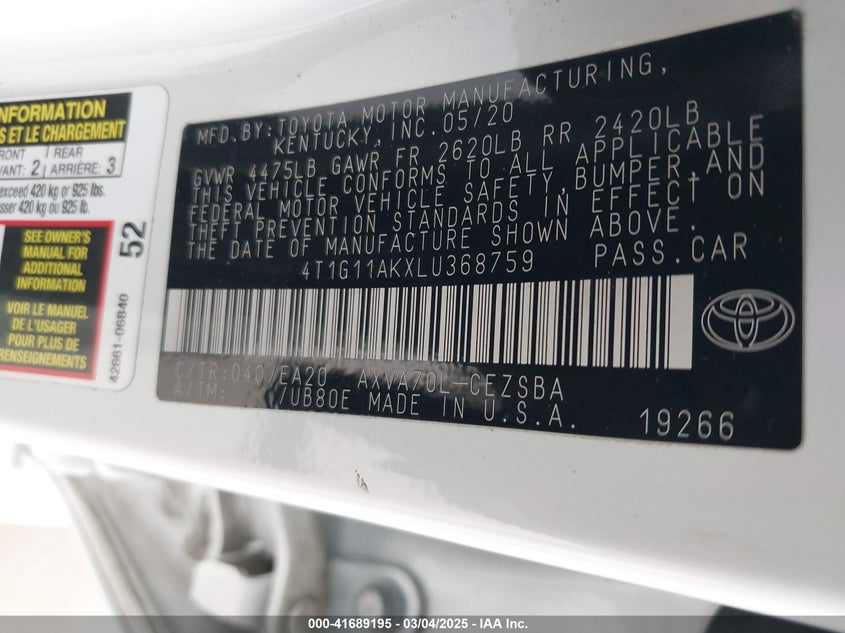 INFORMATION
S ET LE CHARGEMENT
FRONT
VANT: 2
REAR
ARRIÈRE: 3
exceed 420 kg or 925 lbs.
sser 420 kg ou 925 lb.
SEE OWNER'S
MANUAL FOR
ADDITIONAL
INFORMATION
VOIR LE MANUEL
DE L'USAGER
POUR PLUS DE
RENSEIGNEMENTS
52
42661-06B40
MFD.BY:TOYOTA MOTOR MANUFACTURING,
KENTUCKY,INC.05/20
GVWR 4475LB GAWR FR 2620LB RR 2420LB
THIS VEHICLE CONFORMS TO ALL APPLICABLE
FEDERAL MOTOR VEHICLE SAFETY,BUMPER,AND
THEFT PREVENTION STANDARDS IN EFFECT ON
THE DATE OF MANUFACTURE SHOWN ABOVE.
4T1G11AKXLU368759 PASS.CAR
C/TR:040/EA20 AXVA70L-CEZSBA
A/TM: /UB80E MADE IN U.S.A.
19266
000-41689195 - 03/04/2025 - IAA Inc.